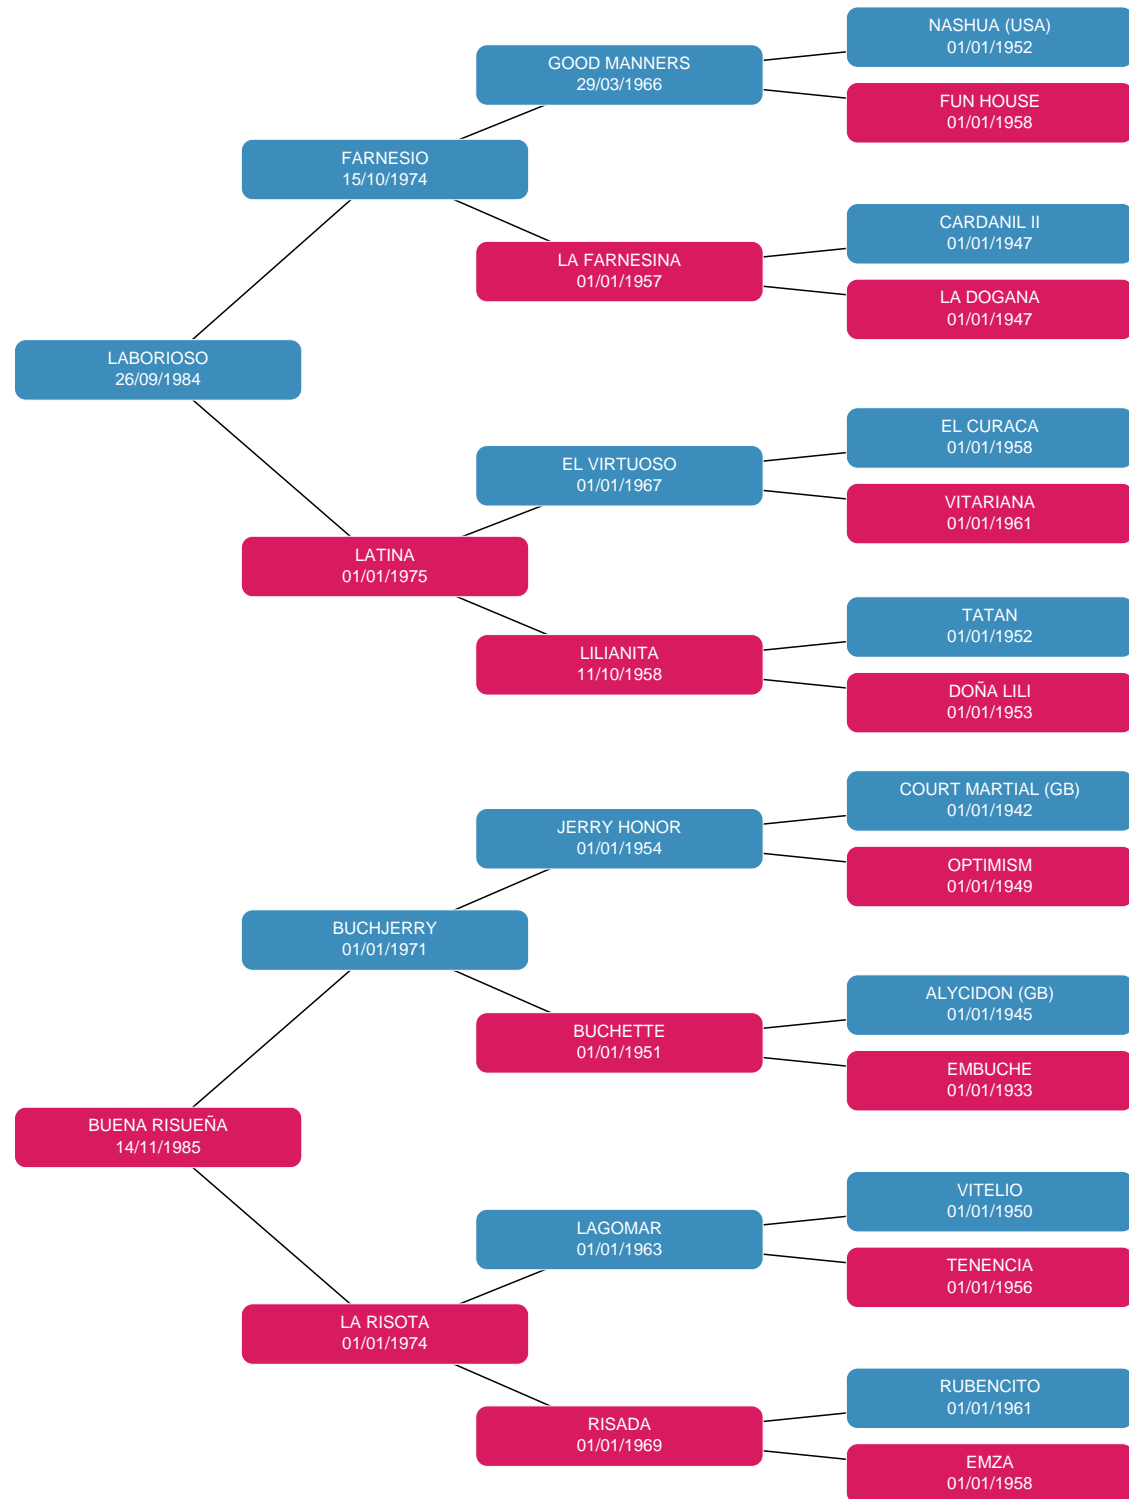 NASHUA (USA)
01/01/1952
GOOD MANNERS
29/03/1966
FUN HOUSE
01/01/1958
FARNESIO
15/10/1974
CARDANIL II
01/01/1947
LA FARNESINA
01/01/1957
LA DOGANA
01/01/1947
LABORIOSO
26/09/1984
EL CURACA
01/01/1958
EL VIRTUOSO
01/01/1967
VITARIANA
01/01/1961
LATINA
01/01/1975
TATAN
01/01/1952
LILIANITA
11/10/1958
DOÑA LILI
01/01/1953
COURT MARTIAL (GB)
01/01/1942
JERRY HONOR
01/01/1954
OPTIMISM
01/01/1949
BUCHJERRY
01/01/1971
ALYCIDON (GB)
01/01/1945
BUCHETTE
01/01/1951
EMBUCHE
01/01/1933
BUENA RISUEÑA
14/11/1985
VITELIO
01/01/1950
LAGOMAR
01/01/1963
TENENCIA
01/01/1956
LA RISOTA
01/01/1974
RUBENCITO
01/01/1961
RISADA
01/01/1969
EMZA
01/01/1958